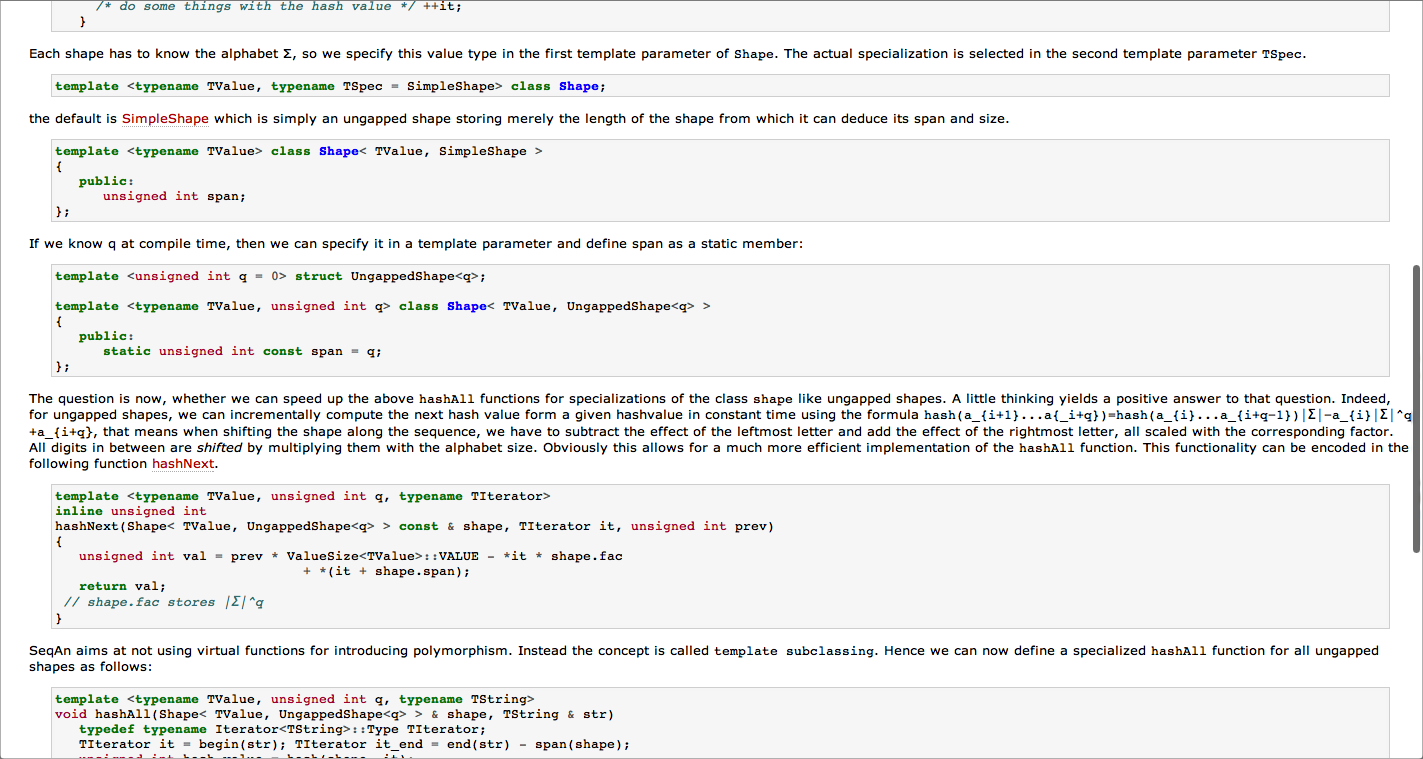 /* do some things with the hash value */ ++it;
}
Each shape has to know the alphabet Σ, so we specify this value type in the first template parameter of Shape. The actual specialization is selected in the second template parameter TSpec.
template <typename TValue, typename TSpec = SimpleShape> class Shape;
the default is SimpleShape which is simply an ungapped shape storing merely the length of the shape from which it can deduce its span and size.
template <typename TValue> class Shape< TValue, SimpleShape >
{
public:
unsigned int span;
};
If we know q at compile time, then we can specify it in a template parameter and define span as a static member:
template <unsigned int q = 0> struct UngappedShape<q>;
template <typename TValue, unsigned int q> class Shape< TValue, UngappedShape<q> >
{
public:
static unsigned int const span = q;
};
The question is now, whether we can speed up the above hashAll functions for specializations of the class shape like ungapped shapes. A little thinking yields a positive answer to that question. Indeed,
for ungapped shapes, we can incrementally compute the next hash value form a given hashvalue in constant time using the formula hash(a_{i+1}...a{_i+q})=hash(a_{i}...a_{i+q-1})|Σ|-a_{i}|Σ|^q
+a_{i+q}, that means when shifting the shape along the sequence, we have to subtract the effect of the leftmost letter and add the effect of the rightmost letter, all scaled with the corresponding factor.
All digits in between are shifted by multiplying them with the alphabet size. Obviously this allows for a much more efficient implementation of the hashAll function. This functionality can be encoded in the
following function hashNext.
template <typename TValue, unsigned int q, typename TIterator>
inline unsigned int
hashNext(Shape< TValue, UngappedShape<q> > const & shape, TIterator it, unsigned int prev)
{
unsigned int val = prev * ValueSize<TValue>::VALUE - *it * shape.fac
+ *(it + shape.span);
return val;
// shape.fac stores |Σ|^q
}
SeqAn aims at not using virtual functions for introducing polymorphism. Instead the concept is called template subclassing. Hence we can now define a specialized hashAll function for all ungapped
shapes as follows:
template <typename TValue, unsigned int q, typename TString>
void hashAll(Shape< TValue, UngappedShape<q> > & shape, TString & str)
typedef typename Iterator<TString>::Type TIterator;
TIterator it = begin(str); TIterator it_end = end(str) - span(shape);
unsigned int hash_value = hash(shape, it);